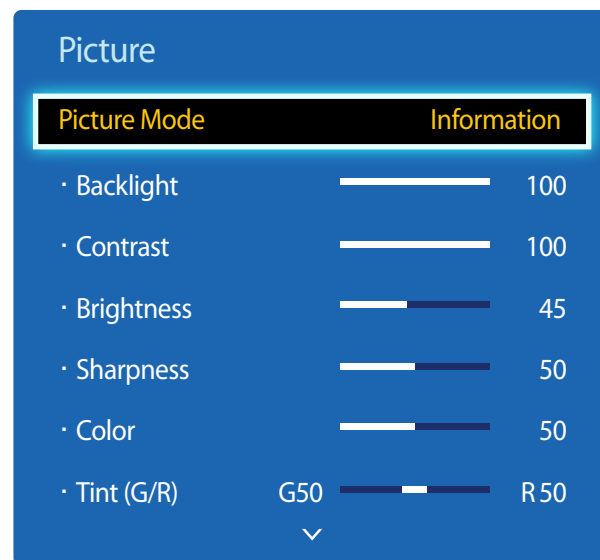 Picture
Picture Mode Information
· Backlight 100
· Contrast 100
· Brightness 45
· Sharpness 50
· Color 50
· Tint (G/R) G50 R50